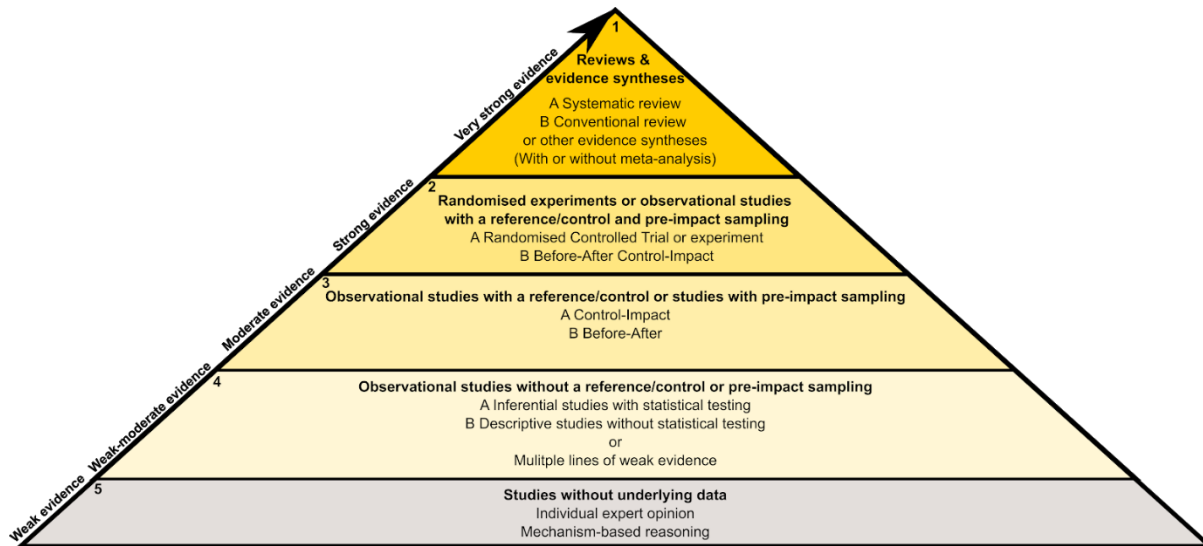 1
Reviews &
evidence syntheses
A Systematic review
B Conventional review
or other evidence syntheses
(With or without meta-analysis)
Very strong evidence
2
Randomised experiments or observational studies
with a reference/control and pre-impact sampling
A Randomised Controlled Trial or experiment
B Before-After Control-Impact
Strong evidence
3
Observational studies with a reference/control or studies with pre-impact sampling
A Control-Impact
B Before-After
Moderate evidence
4
Observational studies without a reference/control or pre-impact sampling
A Inferential studies with statistical testing
B Descriptive studies without statistical testing
or
Mulitple lines of weak evidence
Weak-moderate evidence
5
Studies without underlying data
Individual expert opinion
Mechanism-based reasoning
Weak evidence